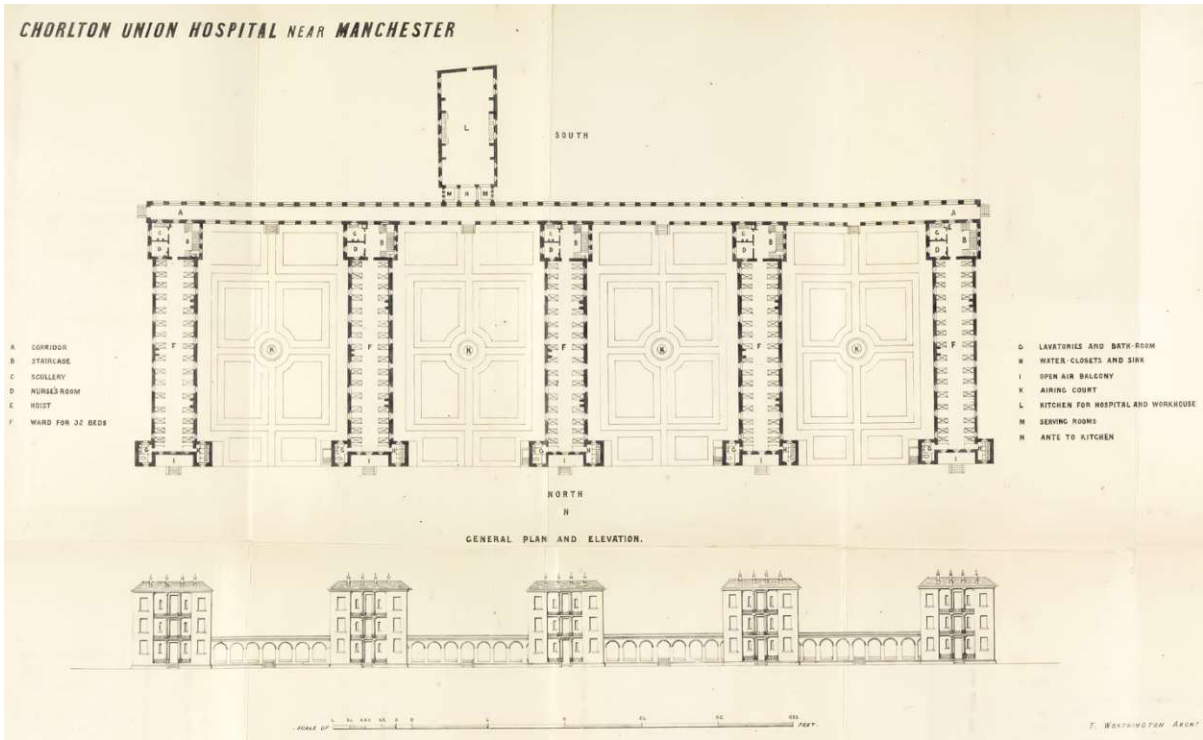 CHORLTON UNION HOSPITAL NEAR MANCHESTER
L
SOUTH
M N M
A
A
D B
D B
D B
G D B
G D B
F
F
F
F
F
K
K
K
K
A CORRIDOR
B STAIRCASE
C SCULLERY
D NURSE'S ROOM
E HOIST
F WARD FOR 32 BEDS
G LAVATORIES AND BATH-ROOM
H WATER-CLOSETS AND SINK
I OPEN AIR BALCONY
K AIRING COURT
L KITCHEN FOR HOSPITAL AND WORKHOUSE
M SERVING ROOMS
N ANTE TO KITCHEN
I
I
I
I
I
NORTH
N
GENERAL PLAN AND ELEVATION.
SCALE OF
FEET.
T. WORTHINGTON ARCHT